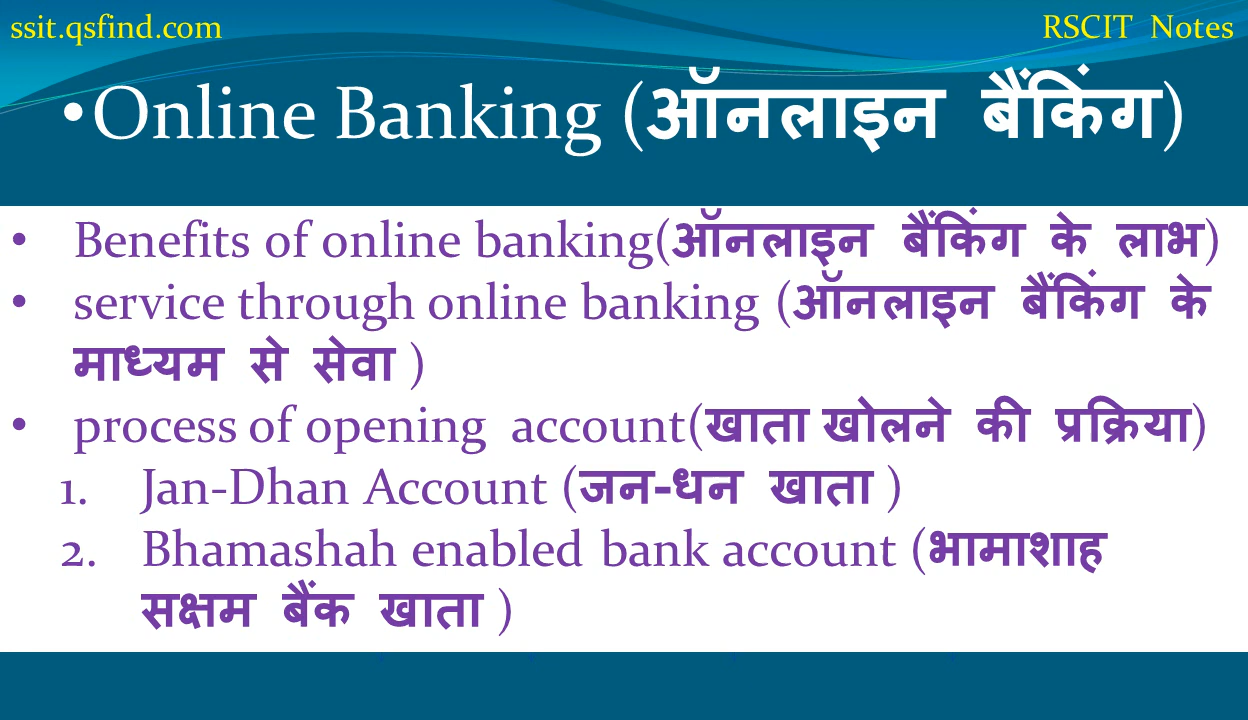 ssit.qsfind.com RSCIT Notes
•Online Banking (ऑनलाइन बैंकिंग)
• Benefits of online banking(ऑनलाइन बैंकिंग के लाभ)
• service through online banking (ऑनलाइन बैंकिंग के
माध्यम से सेवा )
• process of opening account(खाता खोलने की प्रक्रिया)
1. Jan-Dhan Account (जन-धन खाता )
2. Bhamashah enabled bank account (भामाशाह
सक्षम बैंक खाता )